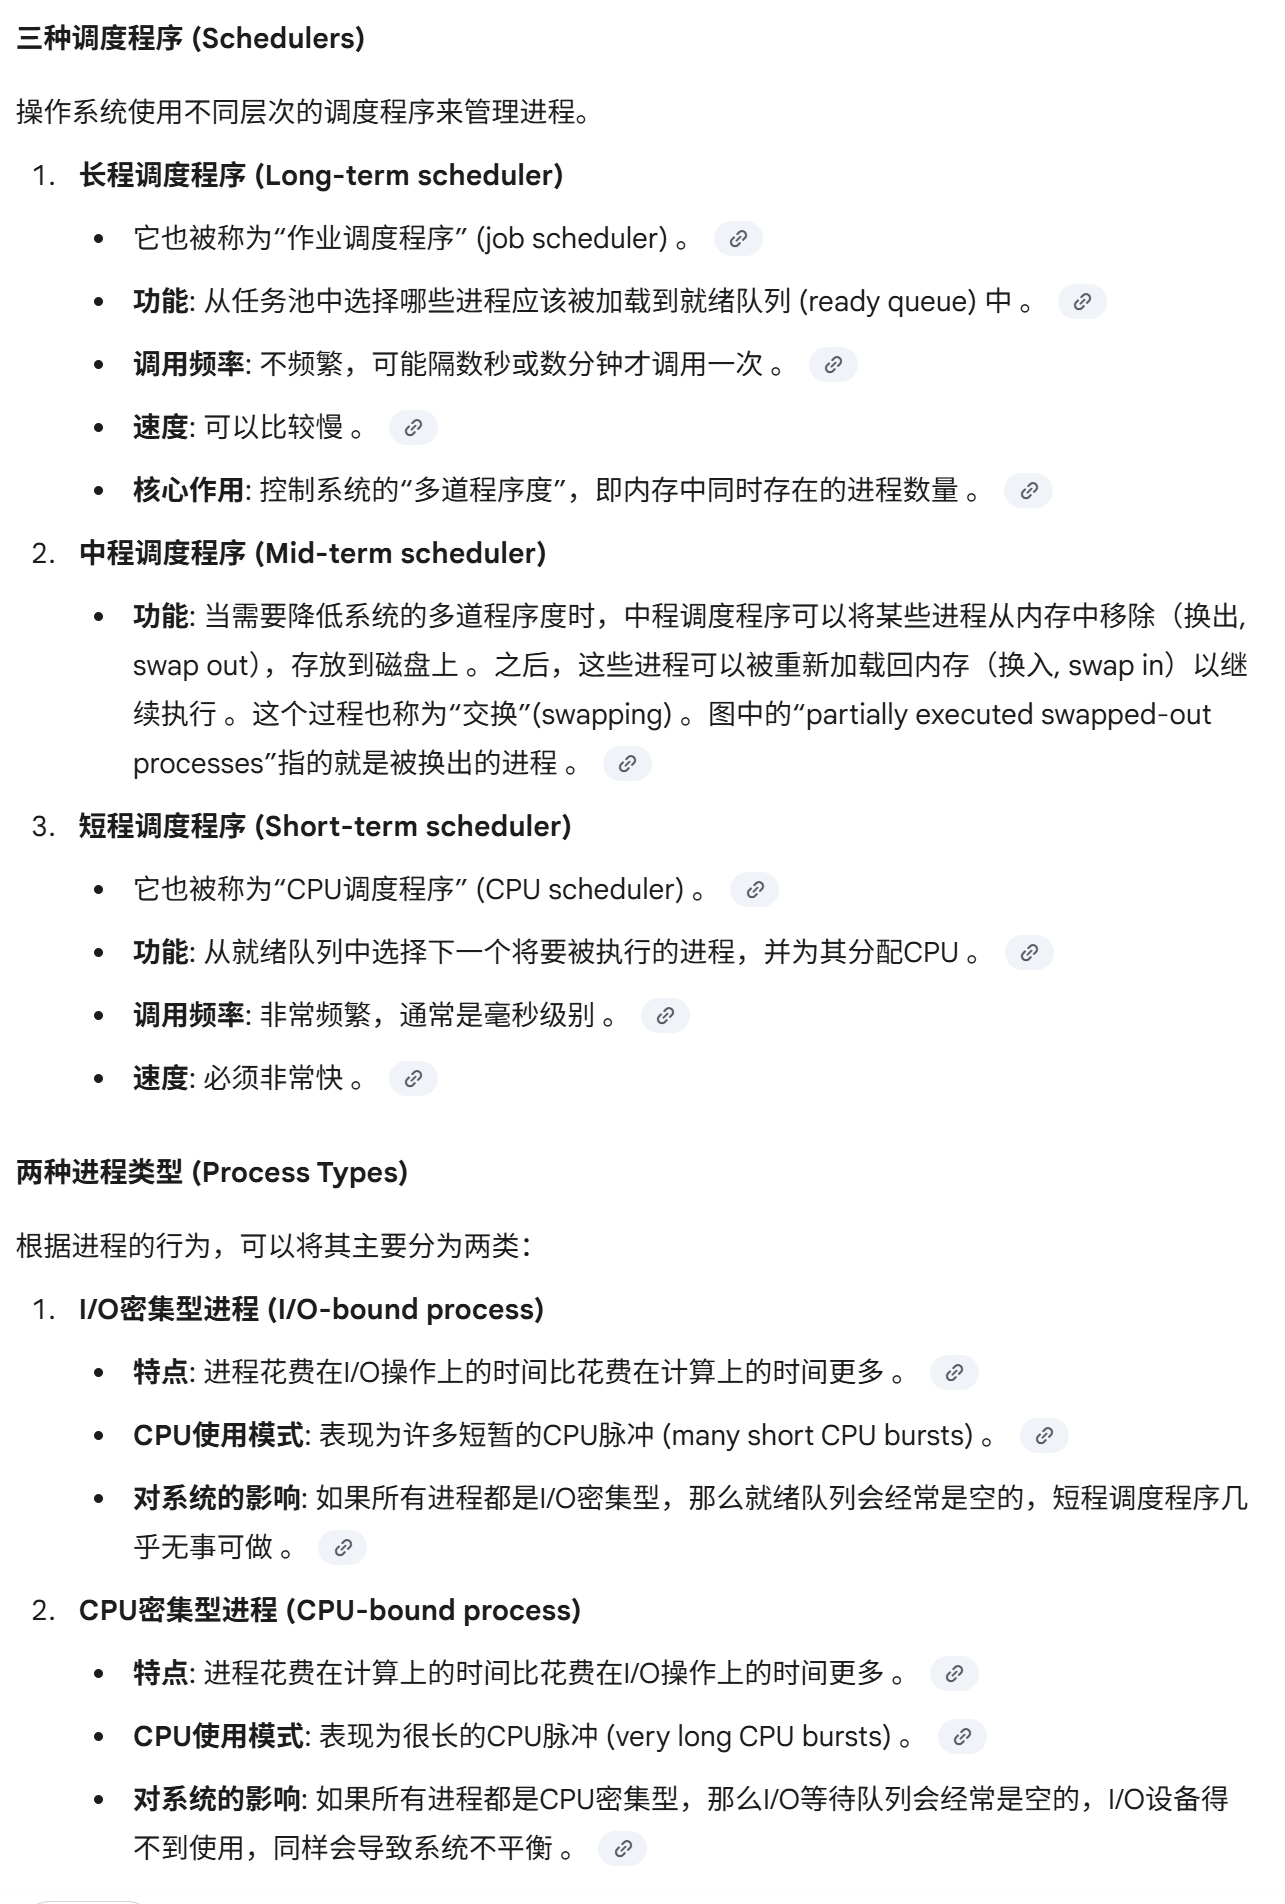 三种调度程序 (Schedulers)
操作系统使用不同层次的调度程序来管理进程。
1. 长程调度程序 (Long-term scheduler)
• 它也被称为“作业调度程序” (job scheduler) 。
• 功能: 从任务池中选择哪些进程应该被加载到就绪队列 (ready queue) 中 。
• 调用频率: 不频繁，可能隔数秒或数分钟才调用一次 。
• 速度: 可以比较慢 。
• 核心作用: 控制系统的“多道程序度”，即内存中同时存在的进程数量 。
2. 中程调度程序 (Mid-term scheduler)
• 功能: 当需要降低系统的多道程序度时，中程调度程序可以将某些进程从内存中移除（换出,
swap out），存放到磁盘上 。之后，这些进程可以被重新加载回内存（换入, swap in）以继
续执行 。这个过程也称为“交换”(swapping) 。图中的“partially executed swapped-out
processes”指的就是被换出的进程 。
3. 短程调度程序 (Short-term scheduler)
• 它也被称为“CPU调度程序” (CPU scheduler) 。
• 功能: 从就绪队列中选择下一个将要被执行的进程，并为其分配CPU 。
• 调用频率: 非常频繁，通常是毫秒级别 。
• 速度: 必须非常快 。
两种进程类型 (Process Types)
根据进程的行为，可以将其主要分为两类：
1. I/O密集型进程 (I/O-bound process)
• 特点: 进程花费在I/O操作上的时间比花费在计算上的时间更多 。
• CPU使用模式: 表现为许多短暂的CPU脉冲 (many short CPU bursts) 。
• 对系统的影响: 如果所有进程都是I/O密集型，那么就绪队列会经常是空的，短程调度程序几
乎无事可做 。
2. CPU密集型进程 (CPU-bound process)
• 特点: 进程花费在计算上的时间比花费在I/O操作上的时间更多 。
• CPU使用模式: 表现为很长的CPU脉冲 (very long CPU bursts) 。
• 对系统的影响: 如果所有进程都是CPU密集型，那么I/O等待队列会经常是空的，I/O设备得
不到使用，同样会导致系统不平衡 。